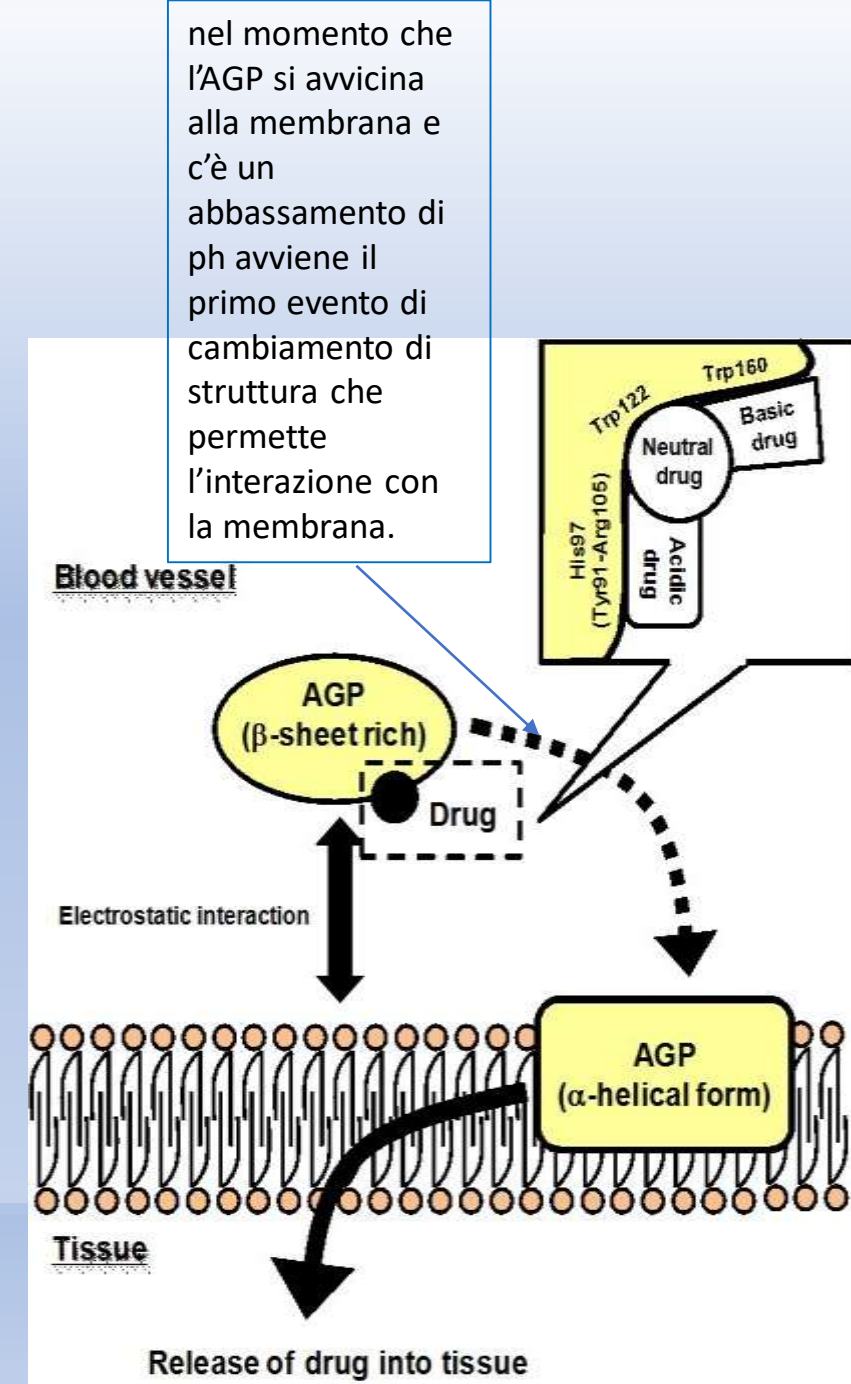 nel momento che
l’AGP si avvicina
alla membrana e
c’è un
abbassamento di
ph avviene il
primo evento di
cambiamento di
struttura che
permette
l’interazione con
la membrana.
Trp160
Trp122
Basic
drug
Neutral
drug
His97
(Tyr91-Arg105)
Acidic
drug
Blood vessel
AGP
(β-sheet rich)
Drug
Electrostatic interaction
AGP
(α-helical form)
Tissue
Release of drug into tissue